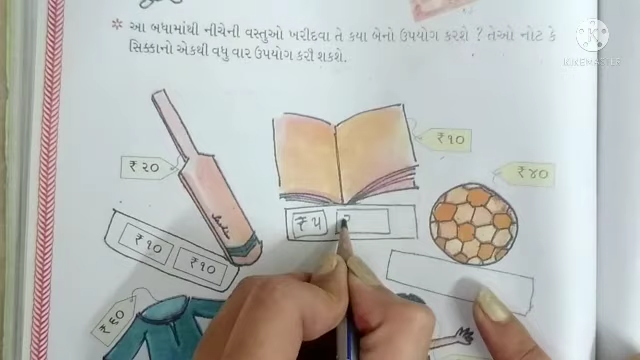 * આ બધામાંથી નીચેની વસ્તુઓ ખરીદવા તે કયા બેનો ઉપયોગ કરશે ? તેઓ નોટ કે
સિક્કાનો એકથી વધુ વાર ઉપયોગ કરી શકશે.
KINEMASTER
₹ ૨૦
₹ ૧૦
₹ ૪૦
₹ ૫
₹ ૧૦
₹ ૧૦
₹ ૬૦